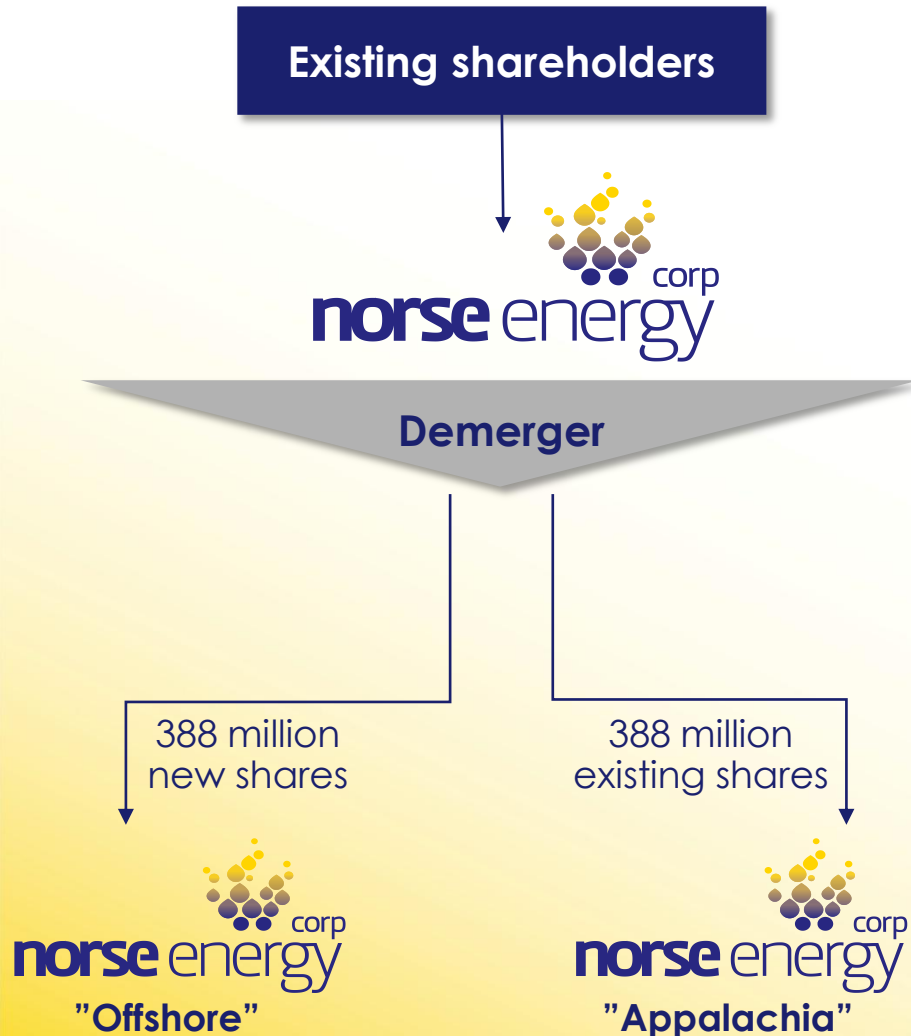 Existing shareholders
corp
norse energy
Demerger
388 million
new shares
388 million
existing shares
corp
norse energy
”Offshore”
corp
norse energy
”Appalachia”